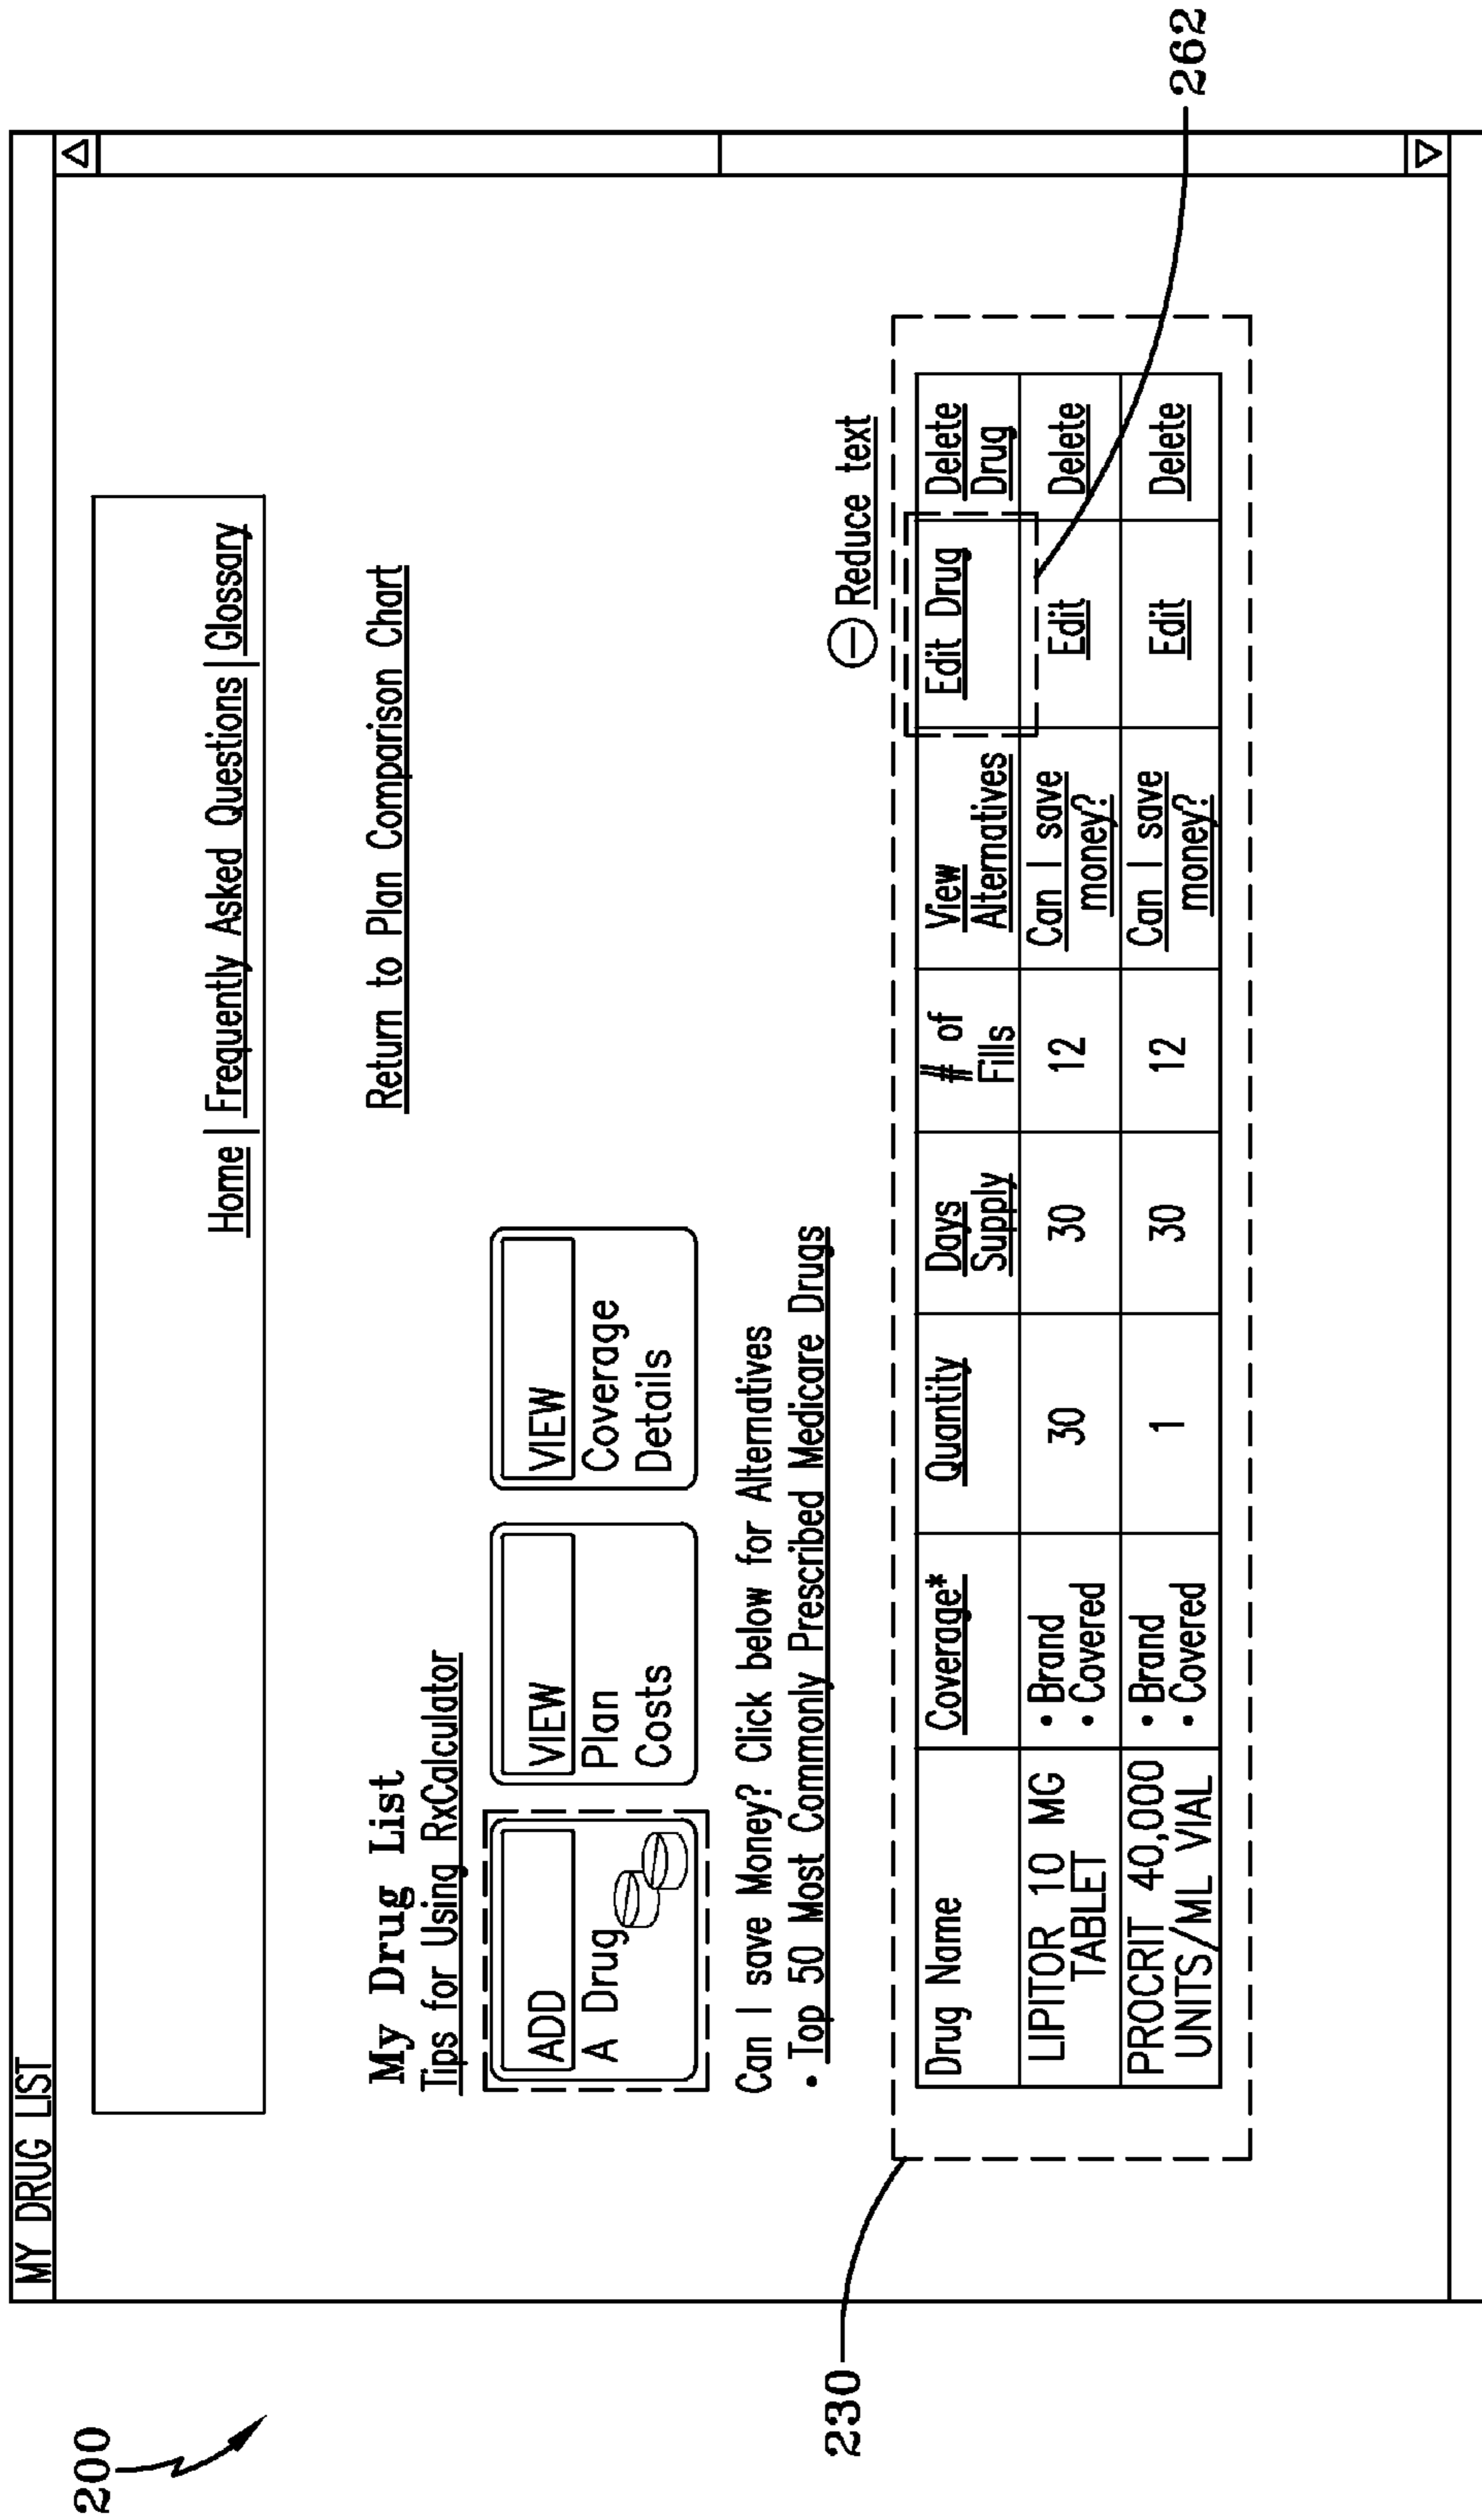 200
MY DRUG LIST
Home | Frequently Asked Questions | Glossary
My Drug List
Return to Plan Comparison Chart
Tips for Using RxCalculator
ADD
A Drug
VIEW
Plan
Costs
VIEW
Coverage
Details
Can I save Money? Click below for Alternatives
• Top 50 Most Commonly Prescribed Medicare Drugs
Reduce text
230
Drug Name
Coverage*
Quantity
Days
Supply
# of
Fills
View
Alternatives
Edit Drug
Delete
Drug
LIPITOR 10 MG
TABLET
• Brand
• Covered
30
30
12
Can I save
money?
Edit
Delete
PROCRIT 40,000
UNITS/ML VIAL
• Brand
• Covered
1
30
12
Can I save
money?
Edit
Delete
262